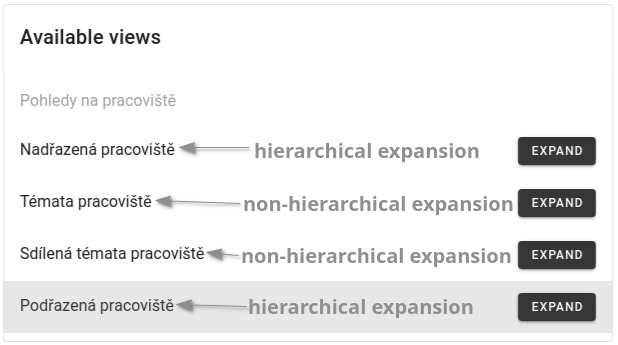 Available views
Pohledy na pracoviště
Nadřazená pracoviště hierarchical expansion EXPAND
Témata pracoviště non-hierarchical expansion EXPAND
Sdílená témata pracoviště non-hierarchical expansion EXPAND
Podřazená pracoviště hierarchical expansion EXPAND